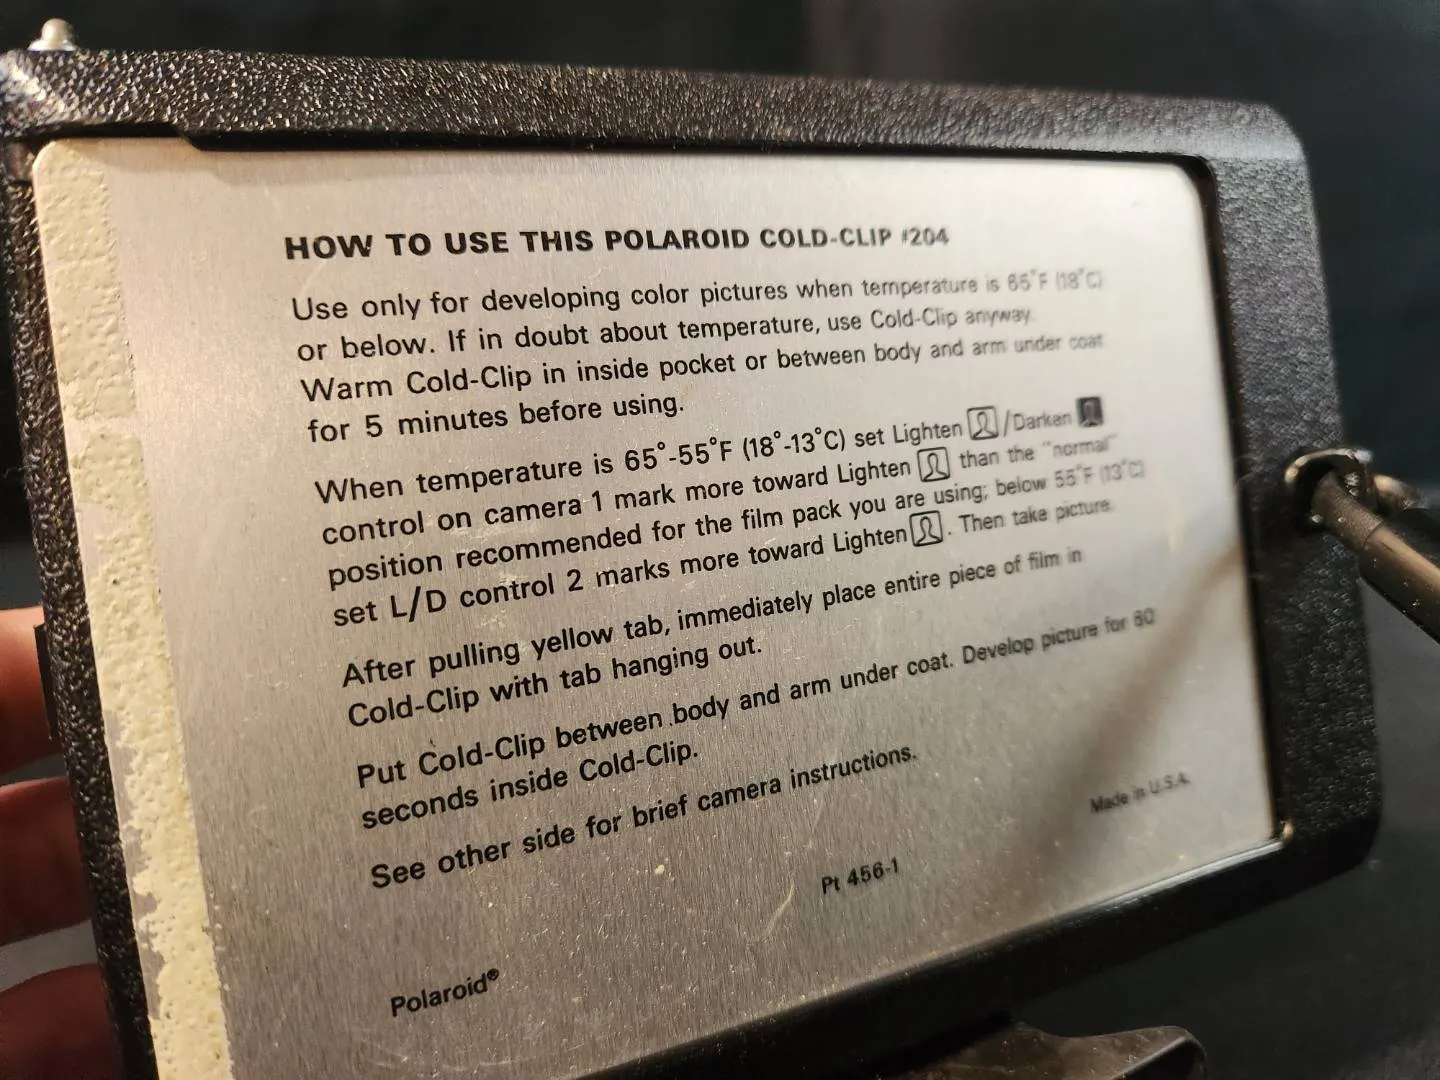 HOW TO USE THIS POLAROID COLD-CLIP #204
Use only for developing color pictures when temperature is 65°F (18°C)
or below. If in doubt about temperature, use Cold-Clip anyway.
Warm Cold-Clip in inside pocket or between body and arm under coat
for 5 minutes before using.
When temperature is 65°-55°F (18°-13°C) set Lighten /Darken
control on camera 1 mark more toward Lighten than the "normal"
position recommended for the film pack you are using; below 55°F (13°C)
set L/D control 2 marks more toward Lighten . Then take picture.
After pulling yellow tab, immediately place entire piece of film in
Cold-Clip with tab hanging out.
Put Cold-Clip between body and arm under coat. Develop picture for 60
seconds inside Cold-Clip.
See other side for brief camera instructions.
Made in U.S.A.
Pt 456-1
Polaroid®